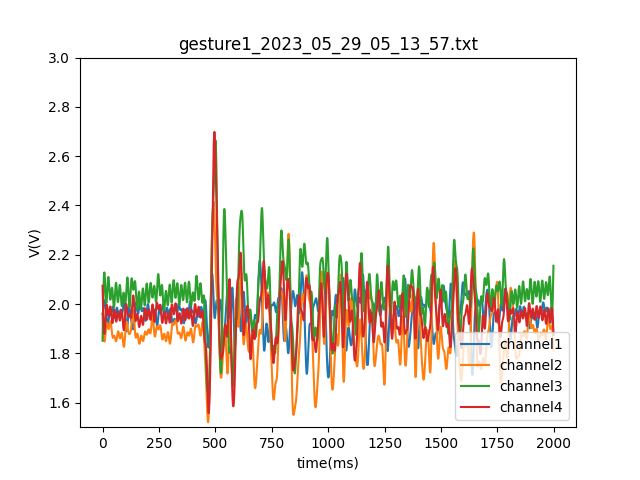 gesture1_2023_05_29_05_13_57.txt
3.0
2.8
2.6
2.4
2.2
2.0
1.8
1.6
V(V)
channel1
channel2
channel3
channel4
0 250 500 750 1000 1250 1500 1750 2000
time(ms)